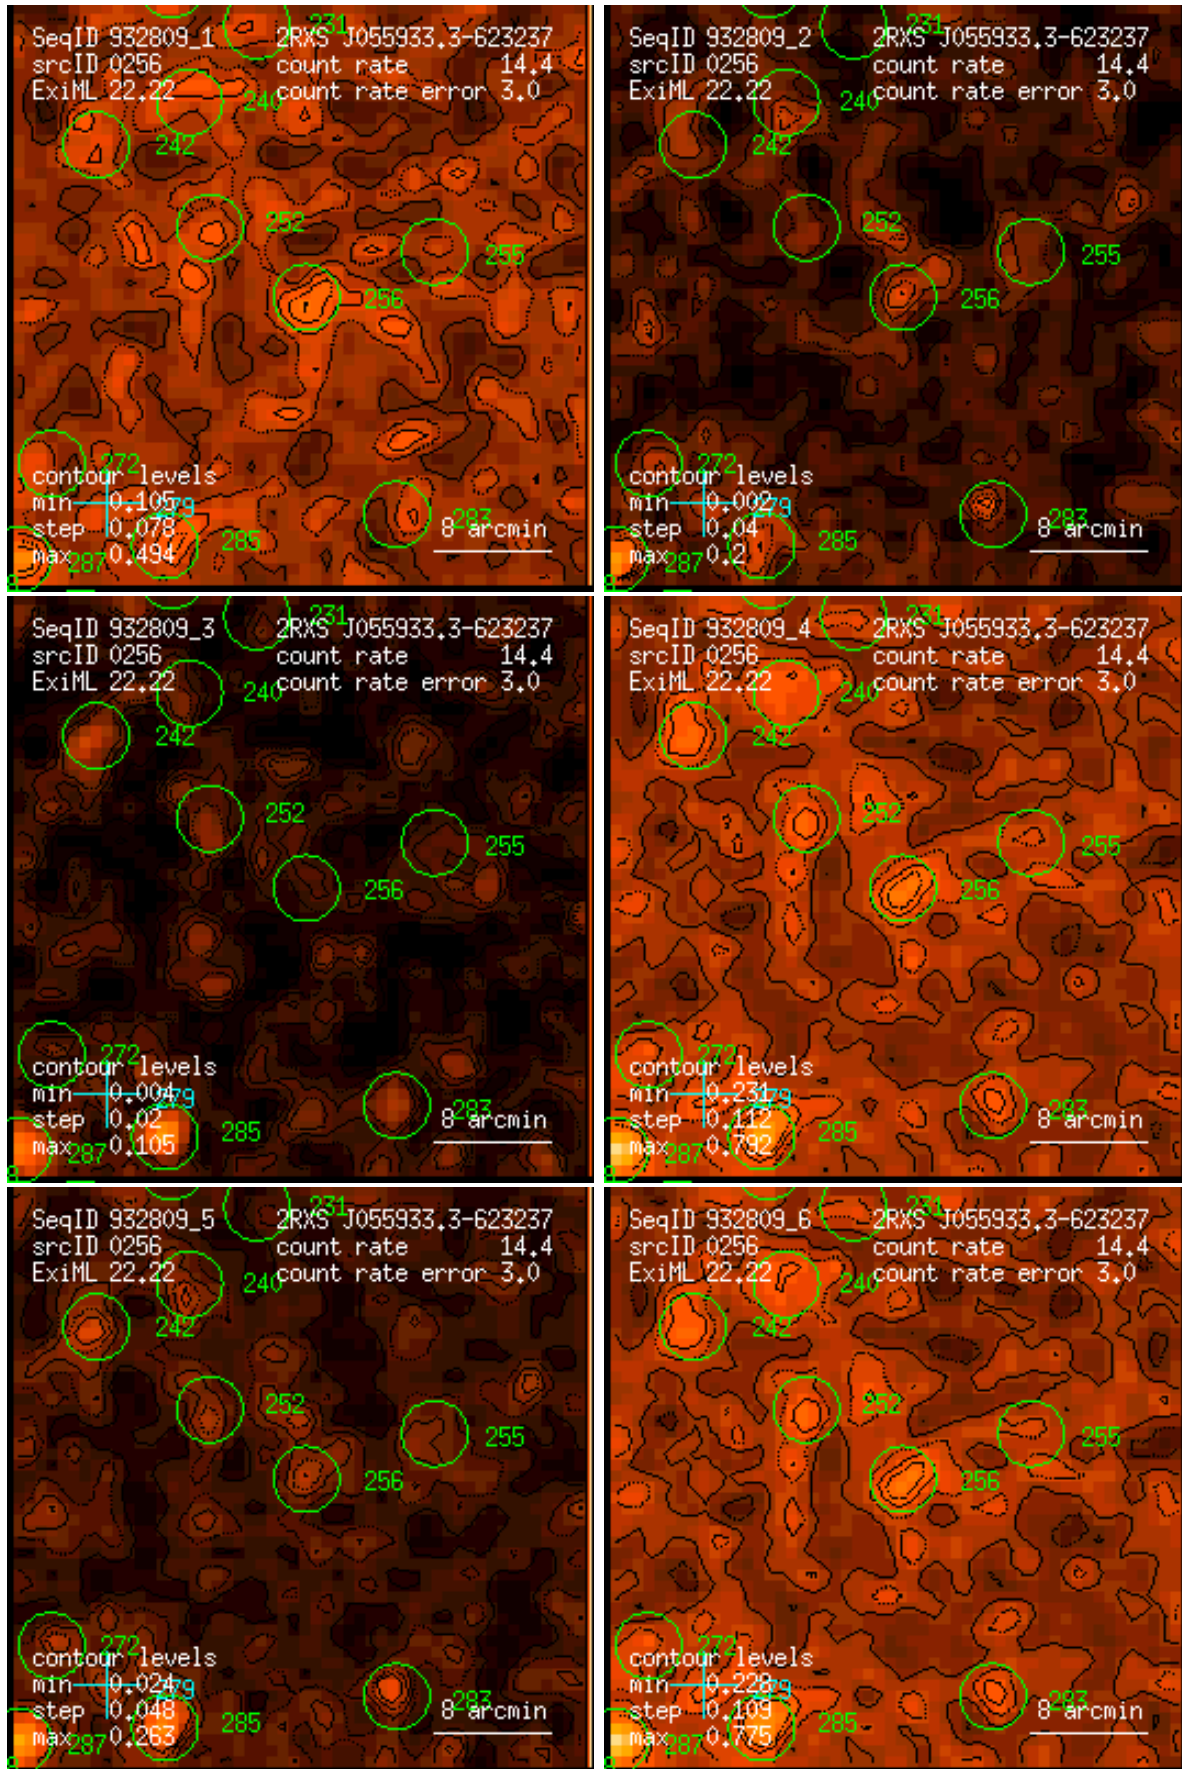 SeqID 932809_1 2RXS J055933.3-623237
srcID 0256 count rate 14.4
ExiML 22.22 count rate error 3.0
231
240
242
252
255
256
272
contour levels
min 0.105
279
step 0.078
283
8 arcmin
285
max 0.494
287
SeqID 932809_2 2RXS J055933.3-623237
srcID 0256 count rate 14.4
ExiML 22.22 count rate error 3.0
231
240
242
252
255
256
272
contour levels
min 0.002
279
step 0.04
283
8 arcmin
285
max 0.2
287
SeqID 932809_3 2RXS J055933.3-623237
srcID 0256 count rate 14.4
ExiML 22.22 count rate error 3.0
231
240
242
252
255
256
272
contour levels
min 0.004
279
step 0.02
283
8 arcmin
285
max 0.105
287
SeqID 932809_4 2RXS J055933.3-623237
srcID 0256 count rate 14.4
ExiML 22.22 count rate error 3.0
231
240
242
252
255
256
272
contour levels
min 0.231
279
step 0.112
283
8 arcmin
285
max 0.792
287
SeqID 932809_5 2RXS J055933.3-623237
srcID 0256 count rate 14.4
ExiML 22.22 count rate error 3.0
231
240
242
252
255
256
272
contour levels
min 0.024
279
step 0.048
283
8 arcmin
285
max 0.263
287
SeqID 932809_6 2RXS J055933.3-623237
srcID 0256 count rate 14.4
ExiML 22.22 count rate error 3.0
231
240
242
252
255
256
272
contour levels
min 0.228
279
step 0.109
283
8 arcmin
285
max 0.775
287